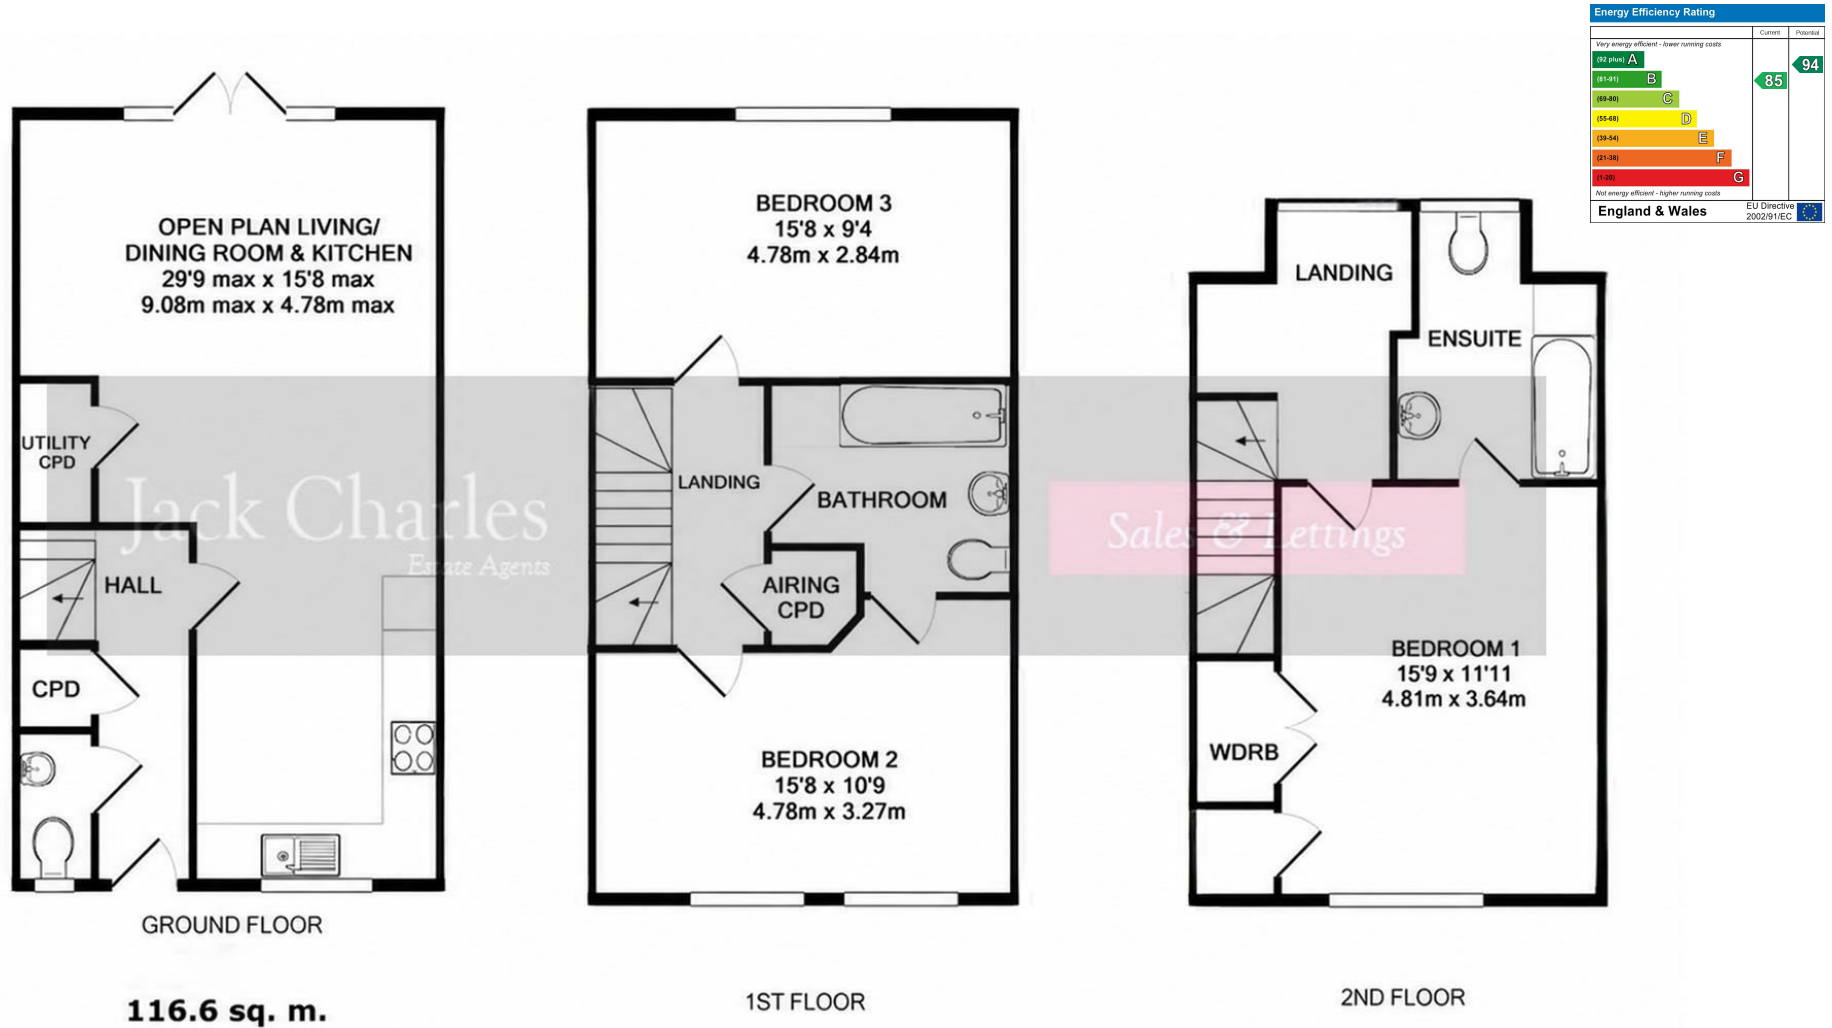 Energy Efficiency Rating
Current
Potential
Very energy efficient - lower running costs
(92 plus) A
(81-91) B
(69-80) C
(55-68) D
(39-54) E
(21-38) F
(1-20) G
85
94
Not energy efficient - higher running costs
England & Wales
EU Directive
2002/91/EC
OPEN PLAN LIVING/
DINING ROOM & KITCHEN
29'9 max x 15'8 max
9.08m max x 4.78m max
UTILITY
CPD
HALL
CPD
GROUND FLOOR
116.6 sq. m.
BEDROOM 3
15'8 x 9'4
4.78m x 2.84m
LANDING
BATHROOM
AIRING
CPD
BEDROOM 2
15'8 x 10'9
4.78m x 3.27m
1ST FLOOR
LANDING
ENSUITE
BEDROOM 1
15'9 x 11'11
4.81m x 3.64m
WDRB
2ND FLOOR
Jack Charles
Estate Agents
Sales & Lettings